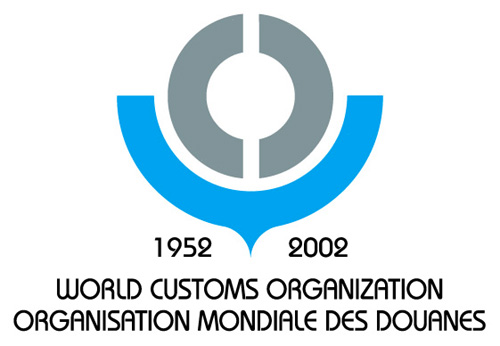 1952 2002
WORLD CUSTOMS ORGANIZATION
ORGANISATION MONDIALE DES DOUANES